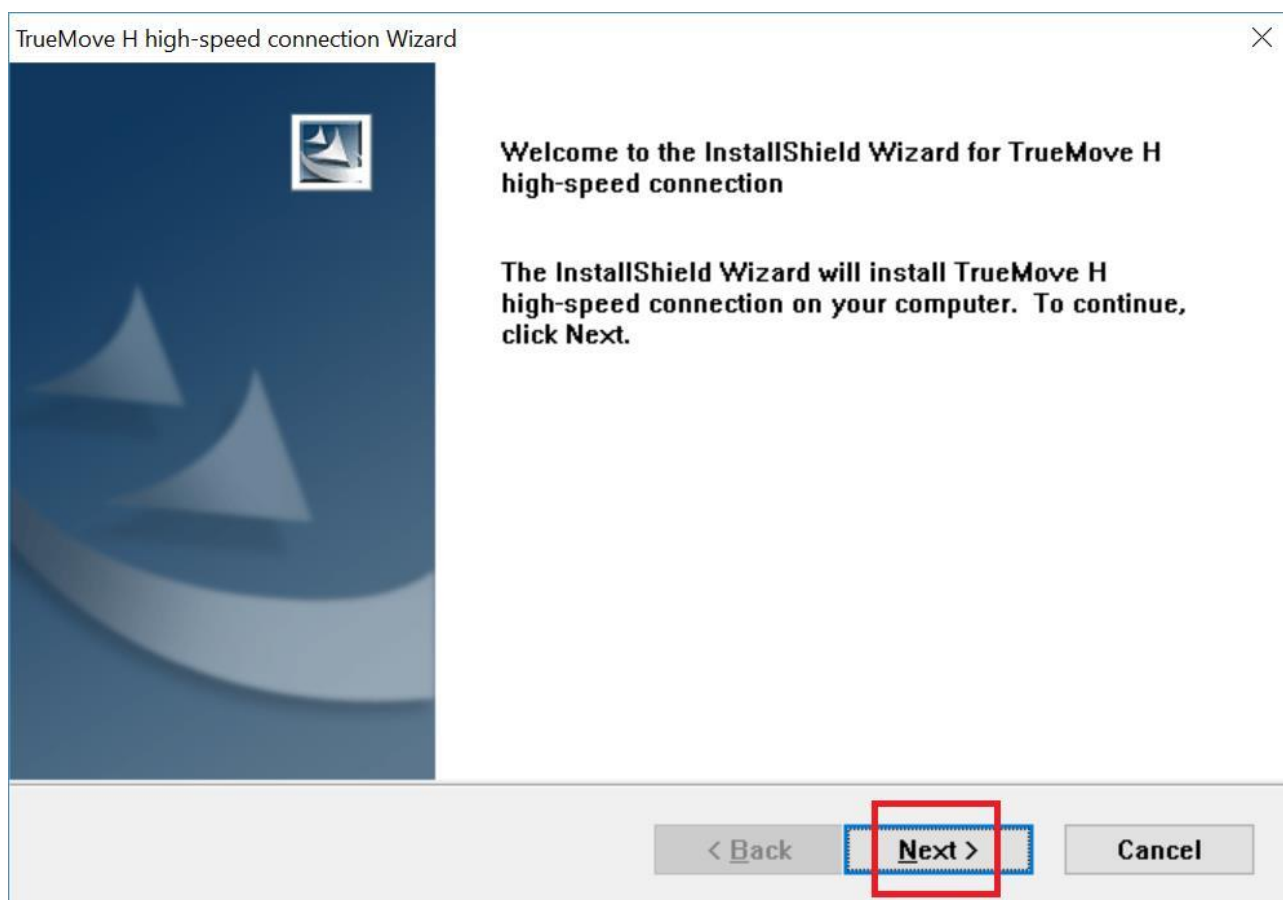 TrueMove H high-speed connection Wizard
Welcome to the InstallShield Wizard for TrueMove H
high-speed connection
The InstallShield Wizard will install TrueMove H
high-speed connection on your computer.  To continue,
click Next.
< Back
Next >
Cancel